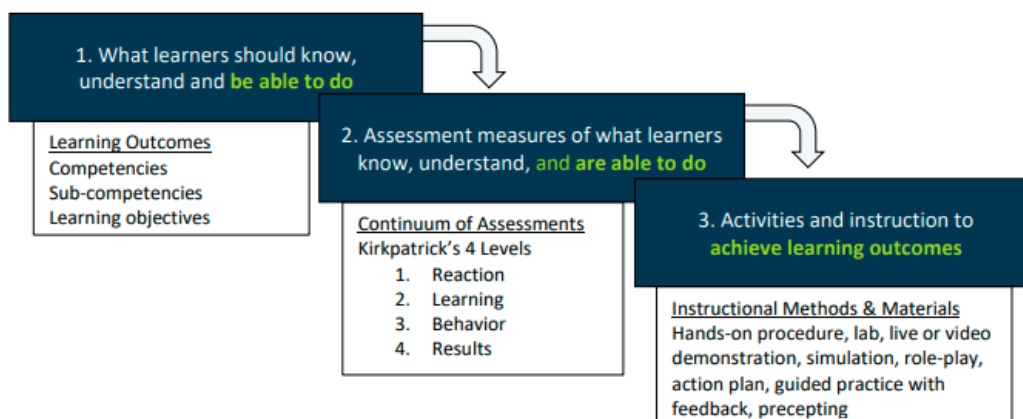 1. What learners should know,
understand and be able to do
Learning Outcomes
Competencies
Sub-competencies
Learning objectives
2. Assessment measures of what learners
know, understand, and are able to do
Continuum of Assessments
Kirkpatrick’s 4 Levels
1. Reaction
2. Learning
3. Behavior
4. Results
3. Activities and instruction to
achieve learning outcomes
Instructional Methods & Materials
Hands-on procedure, lab, live or video
demonstration, simulation, role-play,
action plan, guided practice with
feedback, precepting